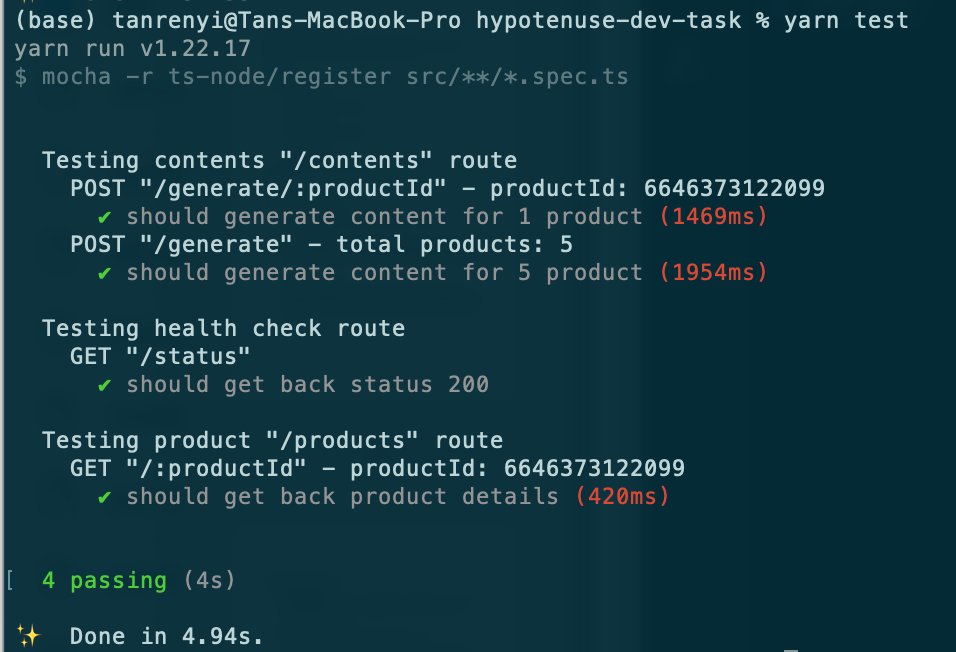 (base) tanrenyi@Tans-MacBook-Pro hypotenuse-dev-task % yarn test
yarn run v1.22.17
$ mocha -r ts-node/register src/**/*.spec.ts
Testing contents "/contents" route
POST "/generate/:productId" - productId: 6646373122099
✔ should generate content for 1 product (1469ms)
POST "/generate" - total products: 5
✔ should generate content for 5 product (1954ms)
Testing health check route
GET "/status"
✔ should get back status 200
Testing product "/products" route
GET "/:productId" - productId: 6646373122099
✔ should get back product details (420ms)
[ 4 passing (4s)
✨ Done in 4.94s.